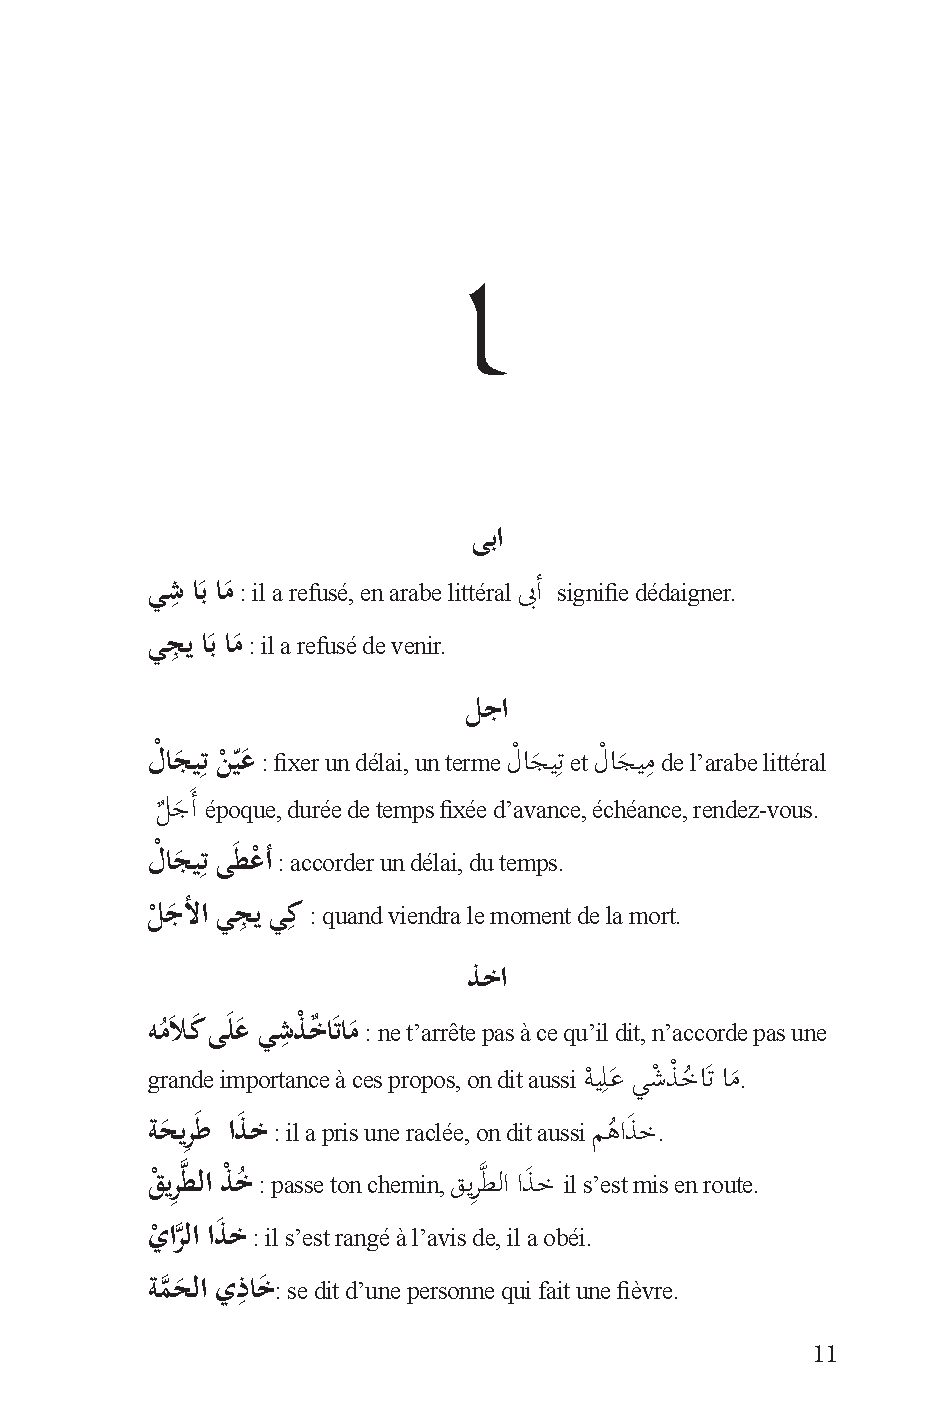 ا
ابى
مَا بَا شِي : il a refusé, en arabe littéral أَبى signifie dédaigner.
مَا بَا يجِي : il a refusé de venir.
اجل
عَيّنْ تِيجَالْ : fixer un délai, un terme تِيجَالْ et مِيجَالْ de l’arabe littéral
أَجَلٌ époque, durée de temps fixée d’avance, échéance, rendez-vous.
أعْطَى تِيجَالْ : accorder un délai, du temps.
كِي يجِي الأجَلْ : quand viendra le moment de la mort.
اخذ
مَاتَاخٌذْشِي عَلَى كَلاَمُه : ne t’arrête pas à ce qu’il dit, n’accorde pas une
grande importance à ces propos, on dit aussi مَا تَاخُذْشْي عَلِيهْ.
خذَا طَرِيحَة : il a pris une raclée, on dit aussi خذَاهُم.
خُذْ الطَّرِيقْ : passe ton chemin, خذَا الطَّرِيق il s’est mis en route.
خذَا الرَّايْ : il s’est rangé à l’avis de, il a obéi.
خَاذِي الحَمَّة: se dit d’une personne qui fait une fièvre.
11